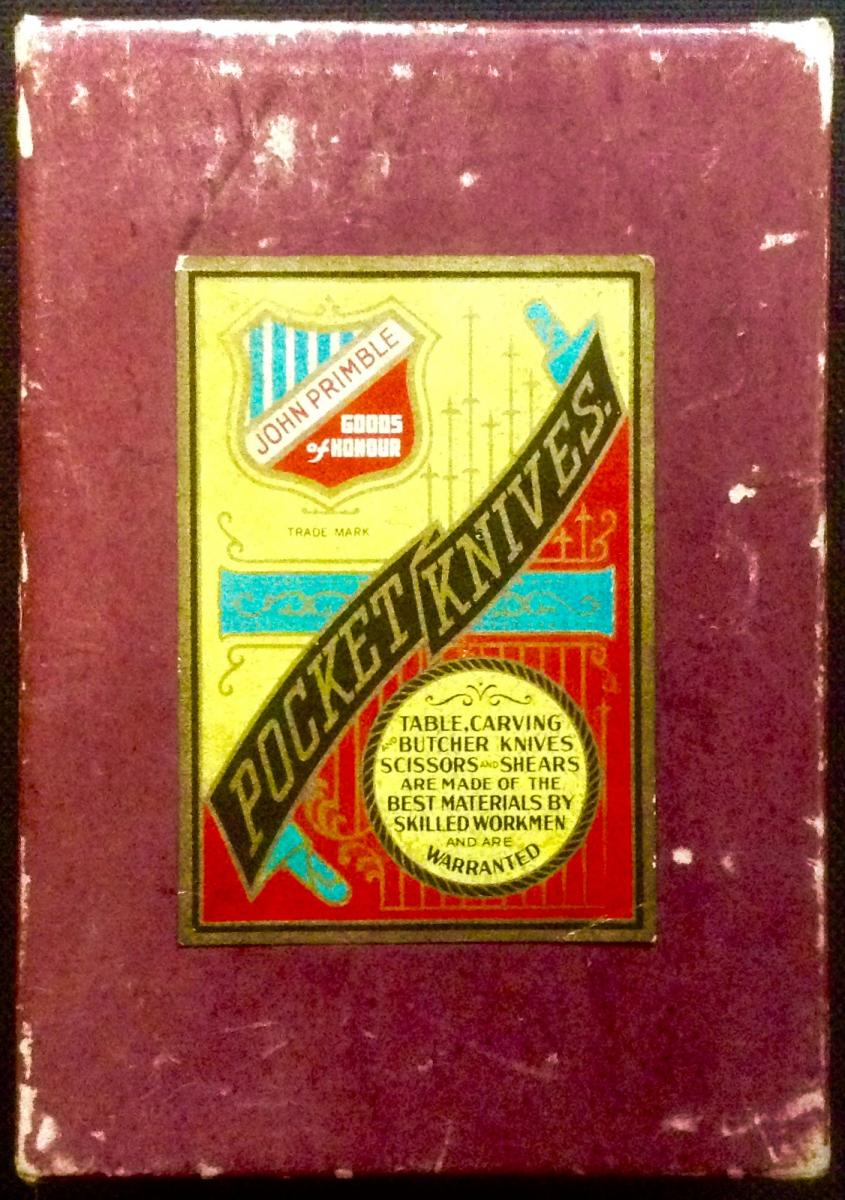 JOHN PRIMBLE
GOODS
of HONOUR
TRADE MARK
POCKET KNIVES.
TABLE, CARVING
AND BUTCHER KNIVES
SCISSORS AND SHEARS
ARE MADE OF THE
BEST MATERIALS BY
SKILLED WORKMEN
AND ARE
WARRANTED